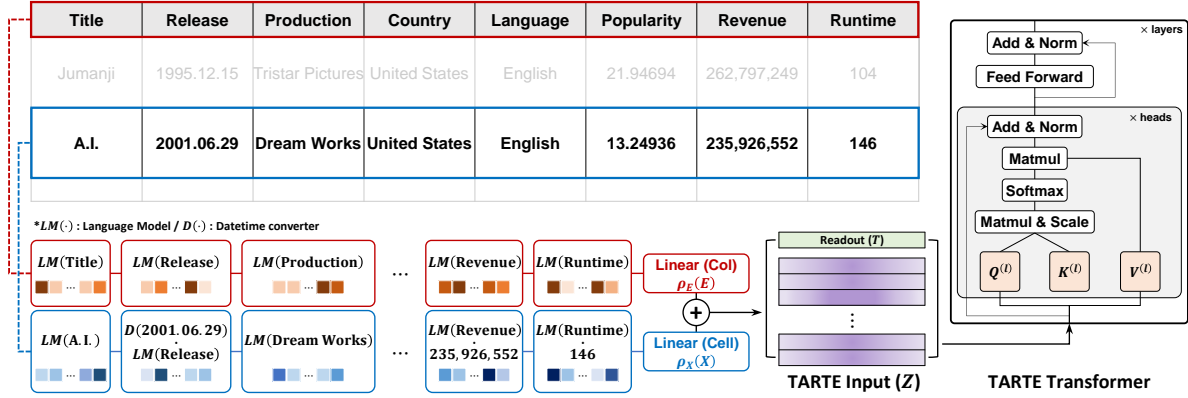 Title Release Production Country Language Popularity Revenue Runtime
Jumanji 1995.12.15 Tristar Pictures United States English 21.94694 262,797,249 104
A.I. 2001.06.29 Dream Works United States English 13.24936 235,926,552 146
*LM(·) : Language Model / D(·) : Datetime converter
LM(Title) LM(Release) LM(Production) ... LM(Revenue) LM(Runtime)
... ... ... ... ...
LM(A.I.) D(2001.06.29) · LM(Release) LM(Dream Works) ... LM(Revenue) · 235,926,552 LM(Runtime) · 146
... ... ... ... ...
Linear (Col)
ρ_E(E)
+
Linear (Cell)
ρ_X(X)
Readout (T)
⋮
TARTE Input (Z)
× layers
Add & Norm
Feed Forward
× heads
Add & Norm
Matmul
Softmax
Matmul & Scale
Q^(l) K^(l) V^(l)
TARTE Transformer